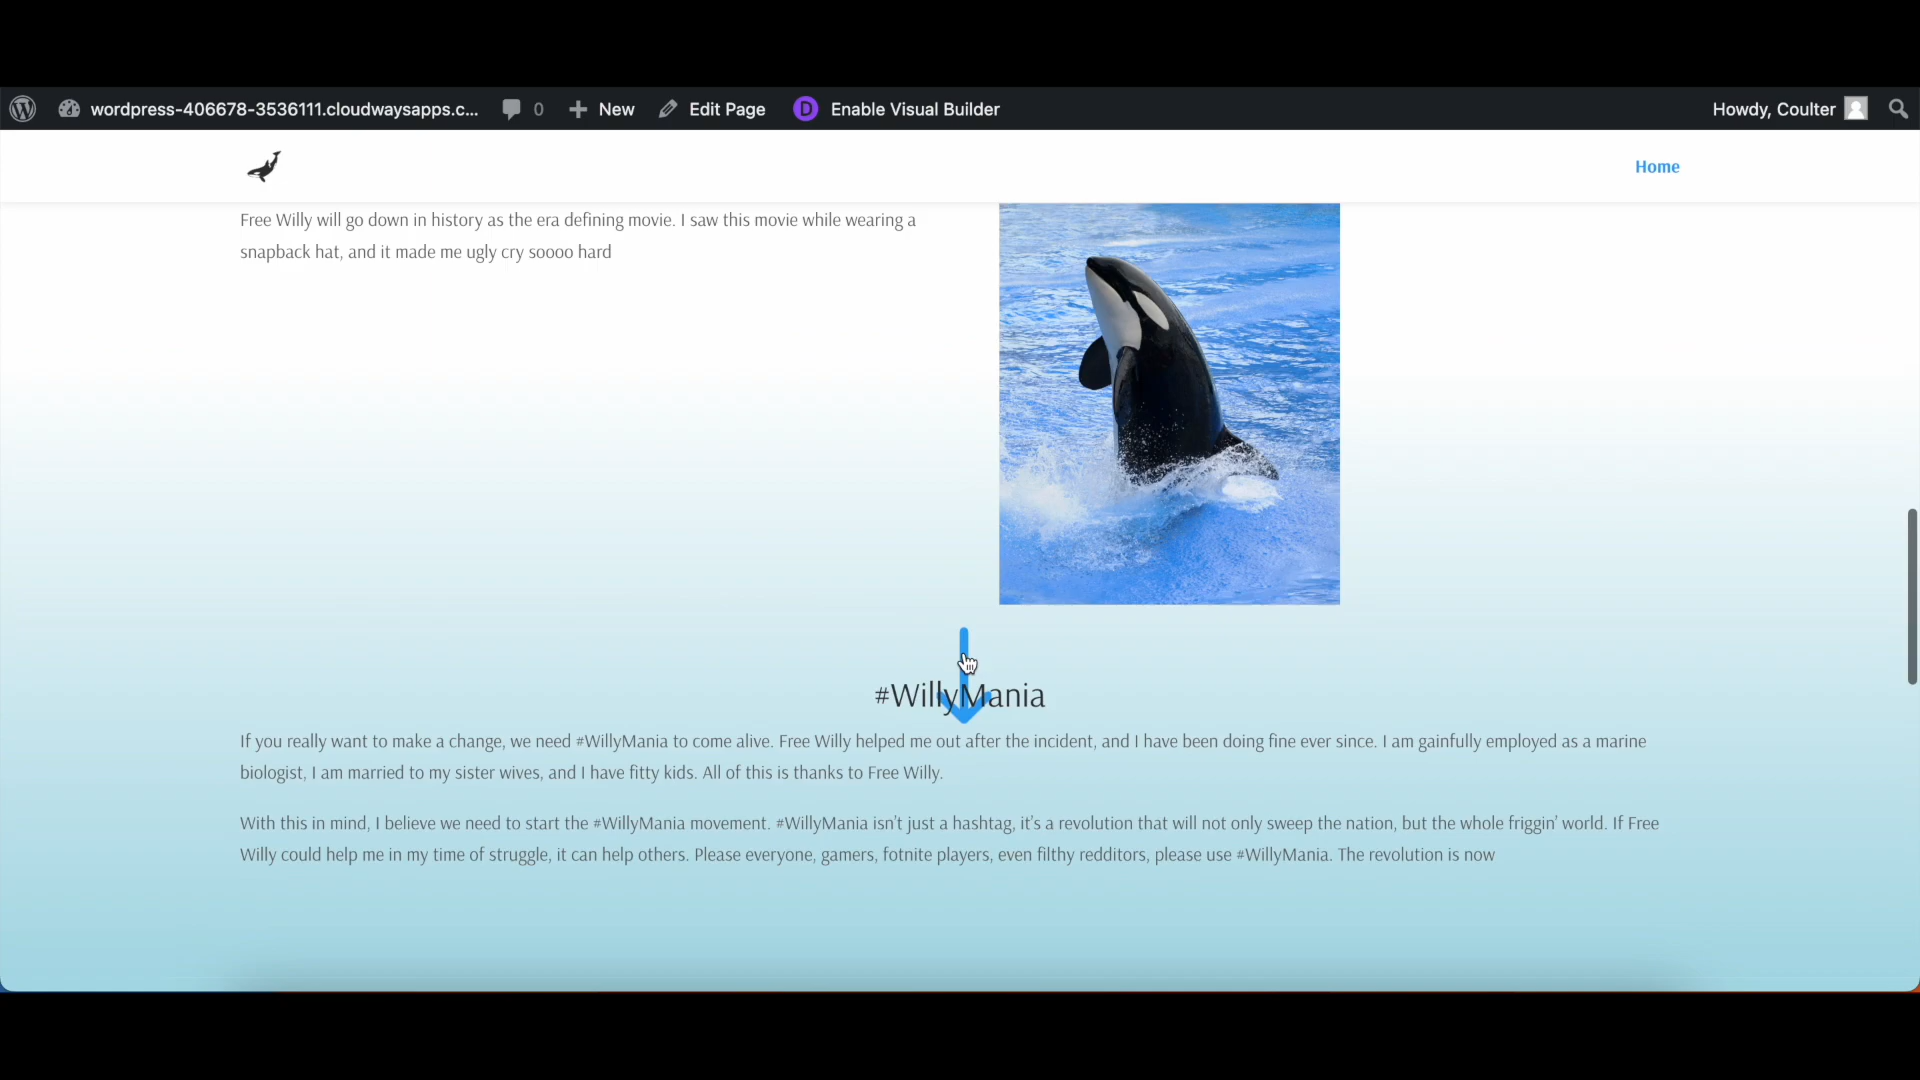 wordpress-406678-3536111.cloudwaysapps.c... 0 New Edit Page D Enable Visual Builder Howdy, Coulter
Home
Free Willy will go down in history as the era defining movie. I saw this movie while wearing a
snapback hat, and it made me ugly cry soooo hard
#WillyMania
If you really want to make a change, we need #WillyMania to come alive. Free Willy helped me out after the incident, and I have been doing fine ever since. I am gainfully employed as a marine
biologist, I am married to my sister wives, and I have fitty kids. All of this is thanks to Free Willy.
With this in mind, I believe we need to start the #WillyMania movement. #WillyMania isn't just a hashtag, it's a revolution that will not only sweep the nation, but the whole friggin' world. If Free
Willy could help me in my time of struggle, it can help others. Please everyone, gamers, fotnite players, even filthy redditors, please use #WillyMania. The revolution is now